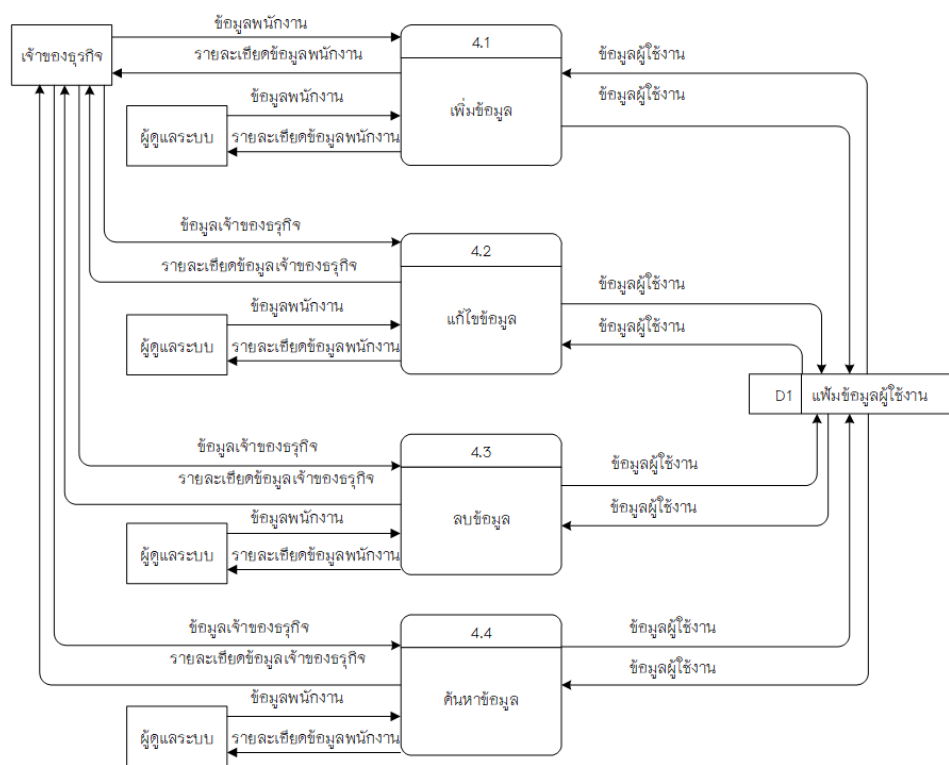 ข้อมูลพนักงาน
เจ้าของธุรกิจ
รายละเอียดข้อมูลพนักงาน
4.1
เพิ่มข้อมูล
ข้อมูลผู้ใช้งาน
ข้อมูลผู้ใช้งาน
ข้อมูลพนักงาน
ผู้ดูแลระบบ
รายละเอียดข้อมูลพนักงาน
ข้อมูลเจ้าของธุรกิจ
รายละเอียดข้อมูลเจ้าของธุรกิจ
4.2
แก้ไขข้อมูล
ข้อมูลผู้ใช้งาน
ข้อมูลผู้ใช้งาน
ข้อมูลพนักงาน
ผู้ดูแลระบบ
รายละเอียดข้อมูลพนักงาน
D1 แฟ้มข้อมูลผู้ใช้งาน
ข้อมูลเจ้าของธุรกิจ
รายละเอียดข้อมูลเจ้าของธุรกิจ
4.3
ลบข้อมูล
ข้อมูลผู้ใช้งาน
ข้อมูลผู้ใช้งาน
ข้อมูลพนักงาน
ผู้ดูแลระบบ
รายละเอียดข้อมูลพนักงาน
ข้อมูลเจ้าของธุรกิจ
รายละเอียดข้อมูลเจ้าของธุรกิจ
4.4
ค้นหาข้อมูล
ข้อมูลผู้ใช้งาน
ข้อมูลผู้ใช้งาน
ข้อมูลพนักงาน
ผู้ดูแลระบบ
รายละเอียดข้อมูลพนักงาน